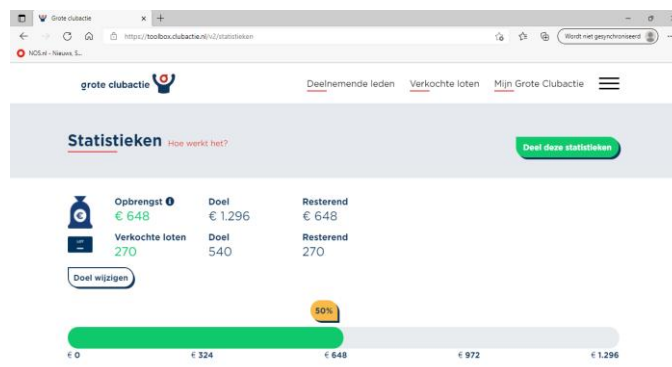 Grote clubactie
https://toolbox.clubactie.nl/v2/statistieken
Wordt niet gesynchroniseerd
NOS.nl - Nieuws, S...
grote clubactie
Deelnemende leden Verkochte loten Mijn Grote Clubactie
Statistieken Hoe werkt het?
Deel deze statistieken
Opbrengst Doel Resterend
€ 648 € 1.296 € 648
Verkochte loten Doel Resterend
270 540 270
Doel wijzigen
50%
€ 0 € 324 € 648 € 972 € 1.296